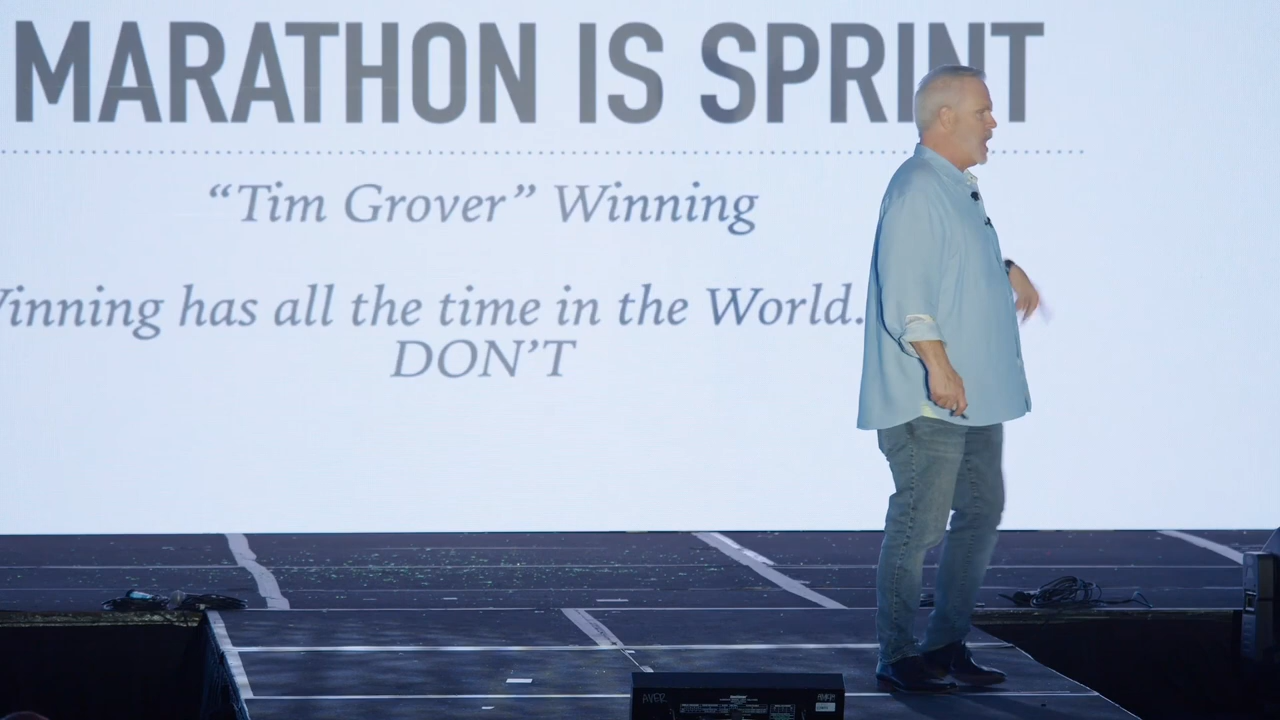 MARATHON IS SPRINT
“Tim Grover” Winning
Winning has all the time in the World.
DON’T